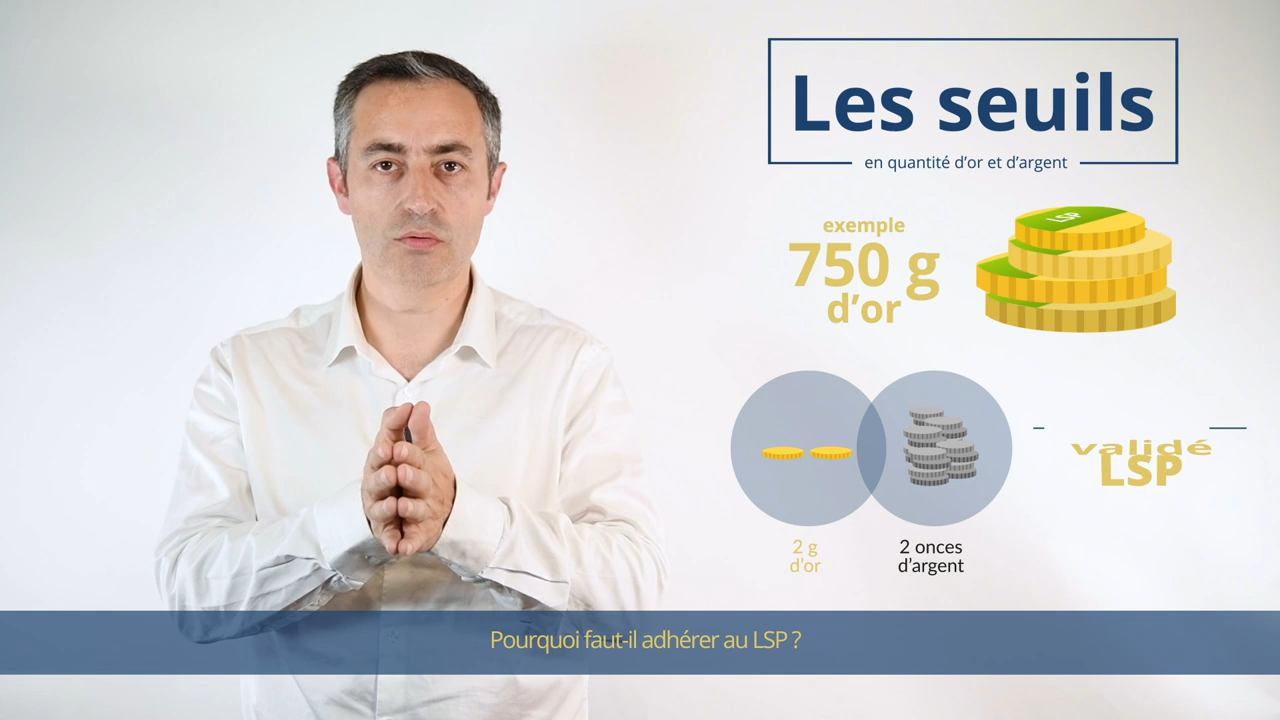 Les seuils
en quantité d'or et d'argent
exemple
750 g
d'or
LSP
validé
LSP
2 g
d'or
2 onces
d'argent
Pourquoi faut-il adhérer au LSP ?